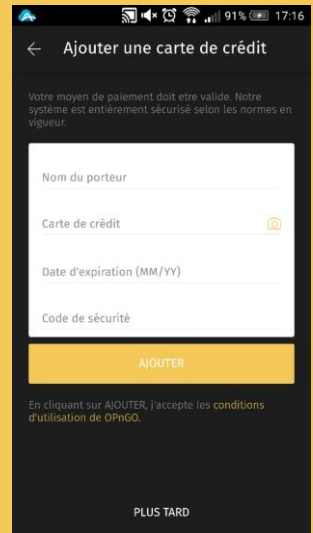 91% 17:16
Ajouter une carte de crédit
Votre moyen de paiement doit etre valide. Notre
système est entièrement sécurisé selon les normes en
vigueur.
Nom du porteur
Carte de crédit
Date d'expiration (MM/YY)
Code de sécurité
AJOUTER
En cliquant sur AJOUTER, j'accepte les conditions
d'utilisation de OPnGO.
PLUS TARD